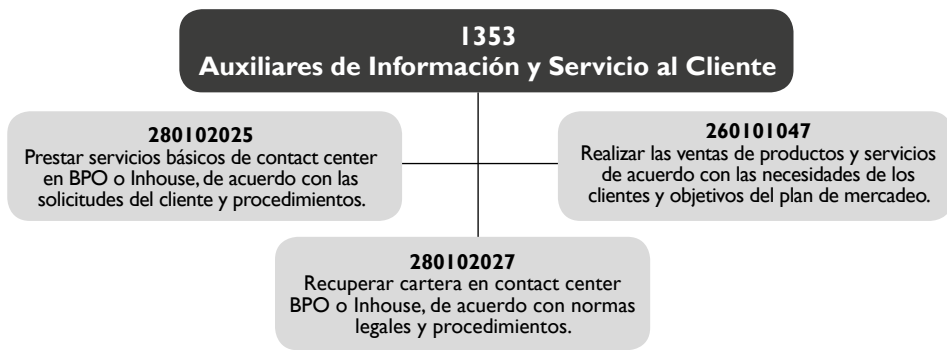 1353
Auxiliares de Información y Servicio al Cliente
280102025
Prestar servicios básicos de contact center
en BPO o Inhouse, de acuerdo con las
solicitudes del cliente y procedimientos.
260101047
Realizar las ventas de productos y servicios
de acuerdo con las necesidades de los
clientes y objetivos del plan de mercadeo.
280102027
Recuperar cartera en contact center
BPO o Inhouse, de acuerdo con normas
legales y procedimientos.